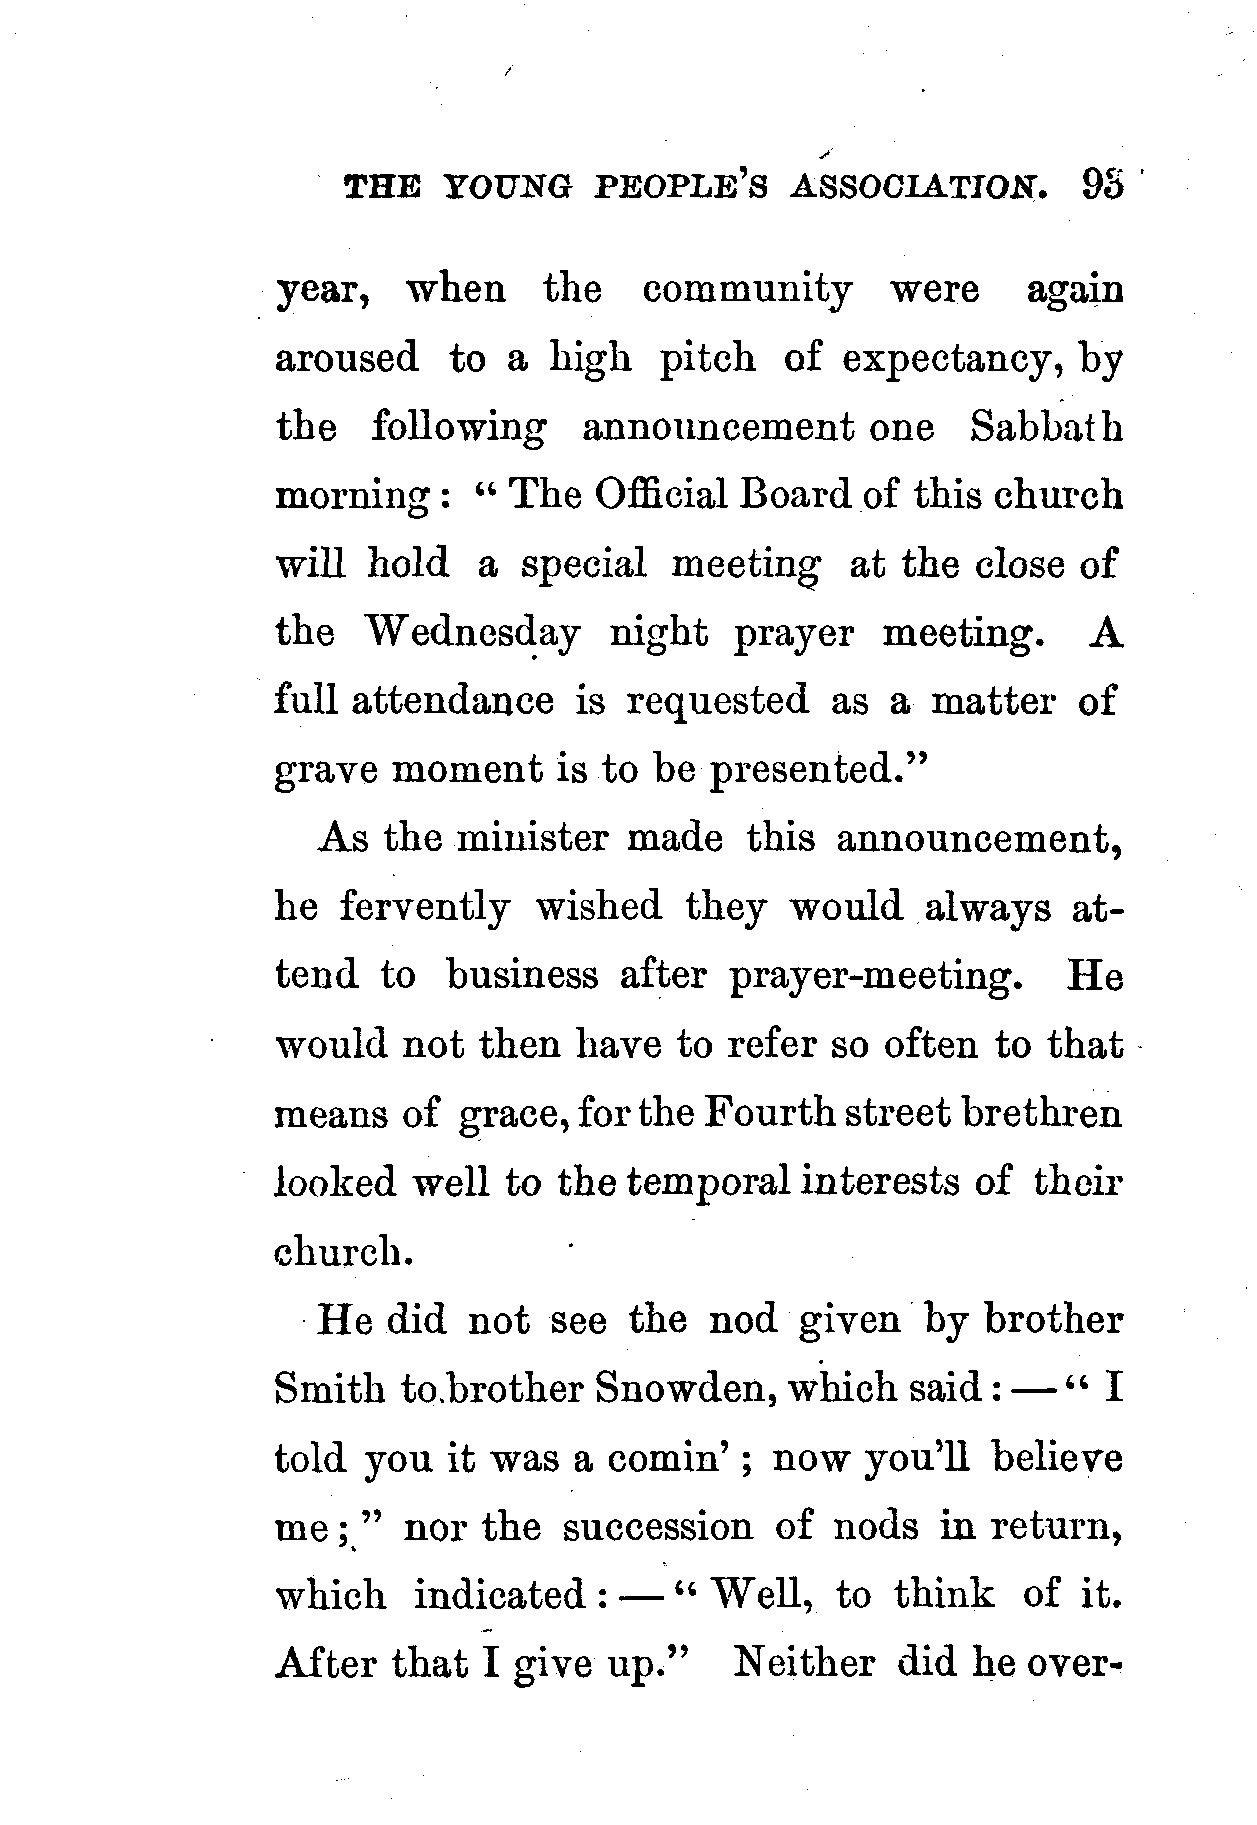 THE YOUNG PEOPLE'S ASSOCIATION. 93
year, when the community were again
aroused to a high pitch of expectancy, by
the following announcement one Sabbath
morning: " The Official Board of this church
will hold a special meeting at the close of
the Wednesday night prayer meeting. A
full attendance is requested as a matter of
grave moment is to be presented."
As the minister made this announcement,
he fervently wished they would always at-
tend to business after prayer-meeting. He
would not then have to refer so often to that
means of grace, for the Fourth street brethren
looked well to the temporal interests of their
church.
He did not see the nod given by brother
Smith to brother Snowden, which said:—" I
told you it was a comin'; now you'll believe
me;" nor the succession of nods in return,
which indicated:—" Well, to think of it.
After that I give up." Neither did he over-